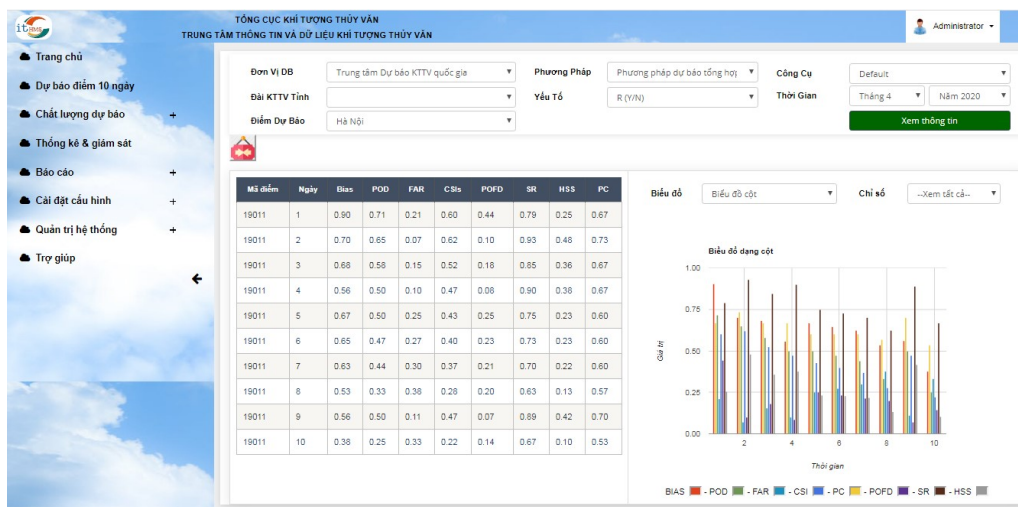 itHMS
TỔNG CỤC KHÍ TƯỢNG THỦY VĂN
TRUNG TÂM THÔNG TIN VÀ DỮ LIỆU KHÍ TƯỢNG THỦY VĂN
Administrator
Trang chủ
Dự báo điểm 10 ngày
Chất lượng dự báo +
Thống kê & giám sát
Báo cáo +
Cài đặt cấu hình +
Quản trị hệ thống +
Trợ giúp
Đơn Vị DB Trung tâm Dự báo KTTV quốc gia Phương Pháp Phương pháp dự báo tổng hợp Công Cụ Default
Đài KTTV Tỉnh Yếu Tố R (Y/N) Thời Gian Tháng 4 Năm 2020
Điểm Dự Báo Hà Nội Xem thông tin
Mã điểm Ngày Bias POD FAR CSIs POFD SR HSS PC
19011 1 0.90 0.71 0.21 0.60 0.44 0.79 0.25 0.67
19011 2 0.70 0.65 0.07 0.62 0.10 0.93 0.48 0.73
19011 3 0.68 0.58 0.15 0.52 0.18 0.85 0.36 0.67
19011 4 0.56 0.50 0.10 0.47 0.08 0.90 0.38 0.67
19011 5 0.67 0.50 0.25 0.43 0.25 0.75 0.23 0.60
19011 6 0.65 0.47 0.27 0.40 0.23 0.73 0.23 0.60
19011 7 0.63 0.44 0.30 0.37 0.21 0.70 0.22 0.60
19011 8 0.53 0.33 0.38 0.28 0.20 0.63 0.13 0.57
19011 9 0.56 0.50 0.11 0.47 0.07 0.89 0.42 0.70
19011 10 0.38 0.25 0.33 0.22 0.14 0.67 0.10 0.53
Biểu đồ Biểu đồ cột Chỉ số --Xem tất cả--
Biểu đồ dạng cột
1.00
0.75
0.50
0.25
0.00
Giá trị
2 4 6 8 10
Thời gian
BIAS - POD - FAR - CSI - PC - POFD - SR - HSS